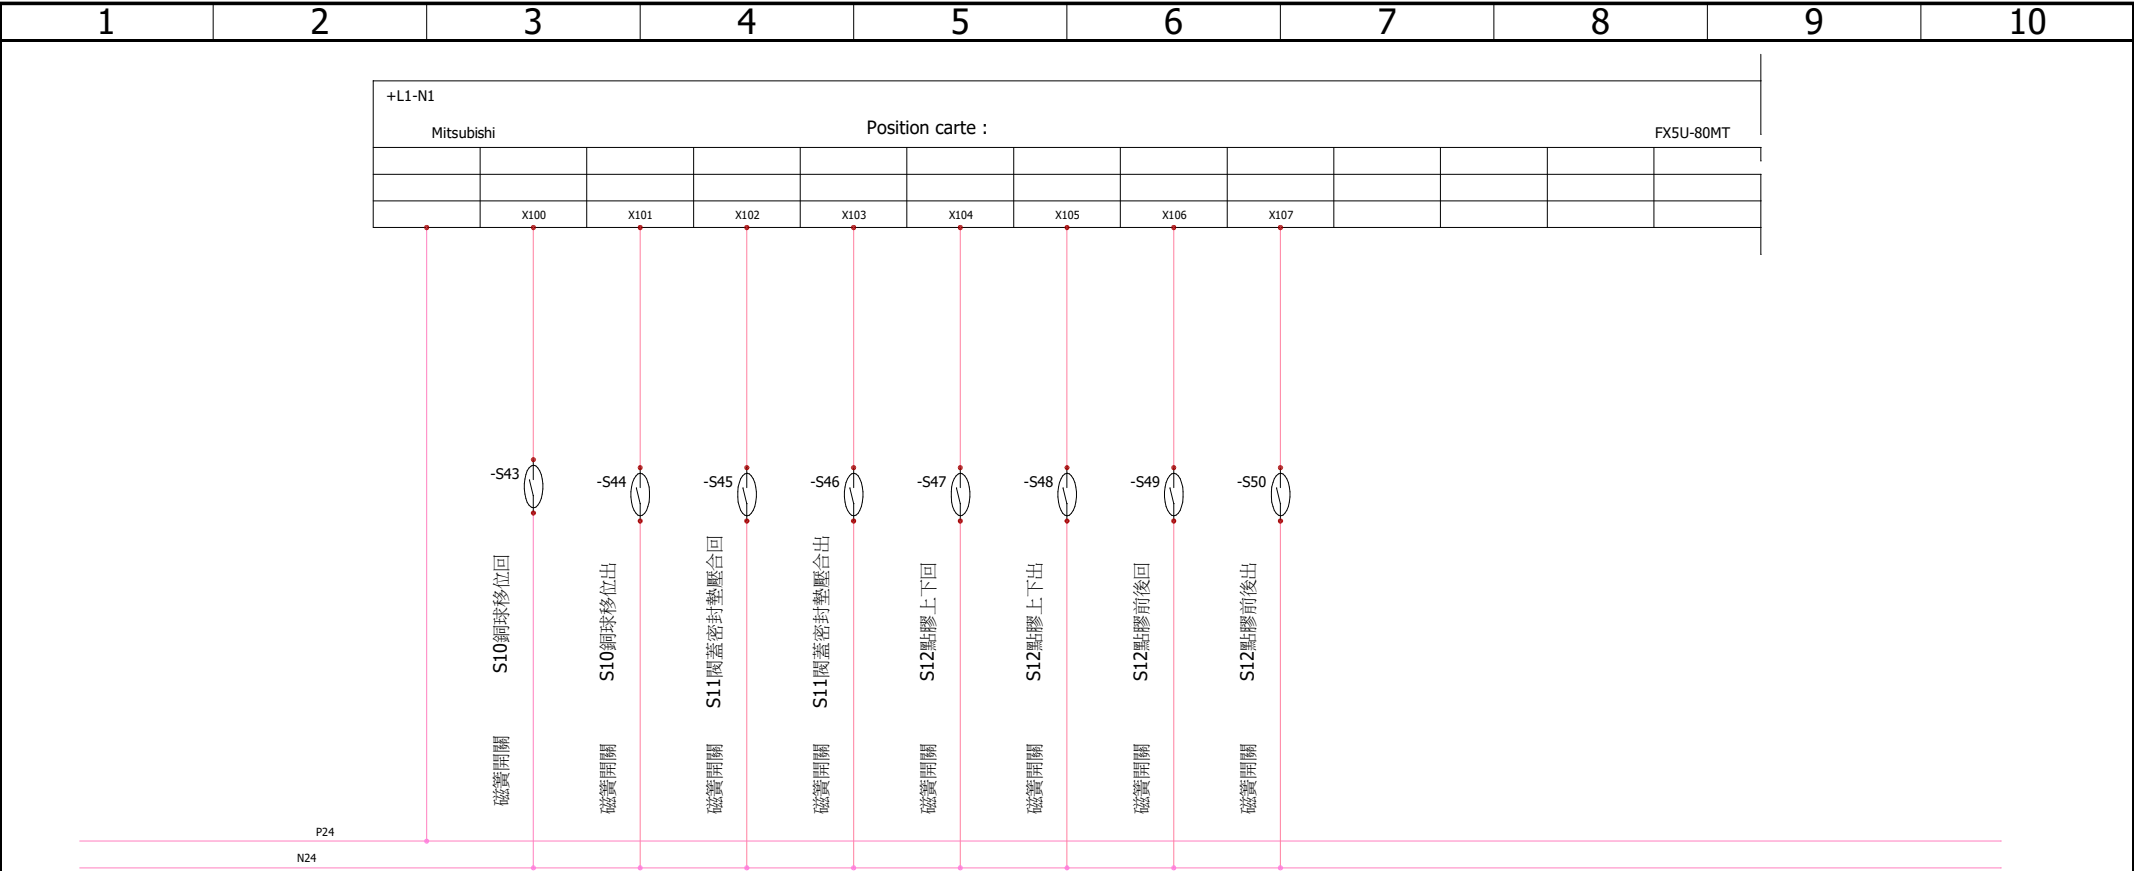 1 2 3 4 5 6 7 8 9 10
+L1-N1
Mitsubishi Position carte : FX5U-80MT
X100 X101 X102 X103 X104 X105 X106 X107
-S43 -S44 -S45 -S46 -S47 -S48 -S49 -S50
S10銅球移位回
S10銅球移位出
S11閥蓋密封墊壓合回
S11閥蓋密封墊壓合出
S12點膠上下回
S12點膠上下出
S12點膠前後回
S12點膠前後出
磁簧開關
磁簧開關
磁簧開關
磁簧開關
磁簧開關
磁簧開關
磁簧開關
磁簧開關
P24
N24